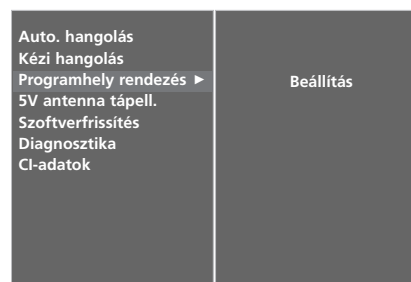 Auto. hangolás
Kézi hangolás
Programhely rendezés ►
Beállítás
5V antenna tápell.
Szoftverfrissítés
Diagnosztika
CI-adatok